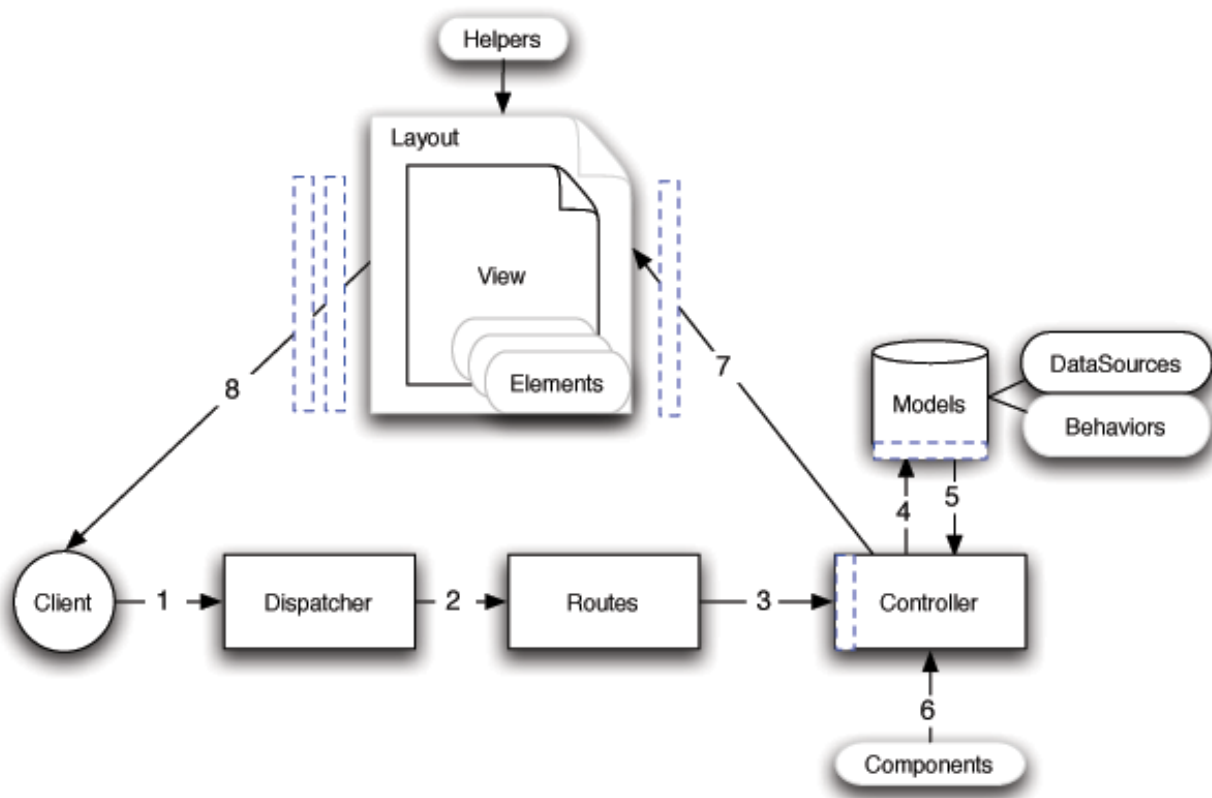 Helpers
Layout
View
Elements
8
7
Models
DataSources
Behaviors
4
5
Client
1
Dispatcher
2
Routes
3
Controller
6
Components